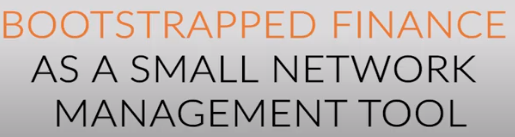 BOOTSTRAPPED FINANCE
AS A SMALL NETWORK
MANAGEMENT TOOL